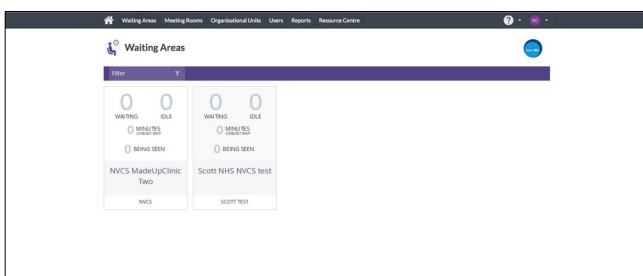 Waiting Areas Meeting Rooms Organisational Units Users Reports Resource Centre ? NC
Waiting Areas
Filter
0 0
WAITING IDLE
0 MINUTES
LONGEST WAIT
0 BEING SEEN
NVCS MadeUpClinic
Two
NVCS
0 0
WAITING IDLE
0 MINUTES
LONGEST WAIT
0 BEING SEEN
Scott NHS NVCS test
SCOTT TEST